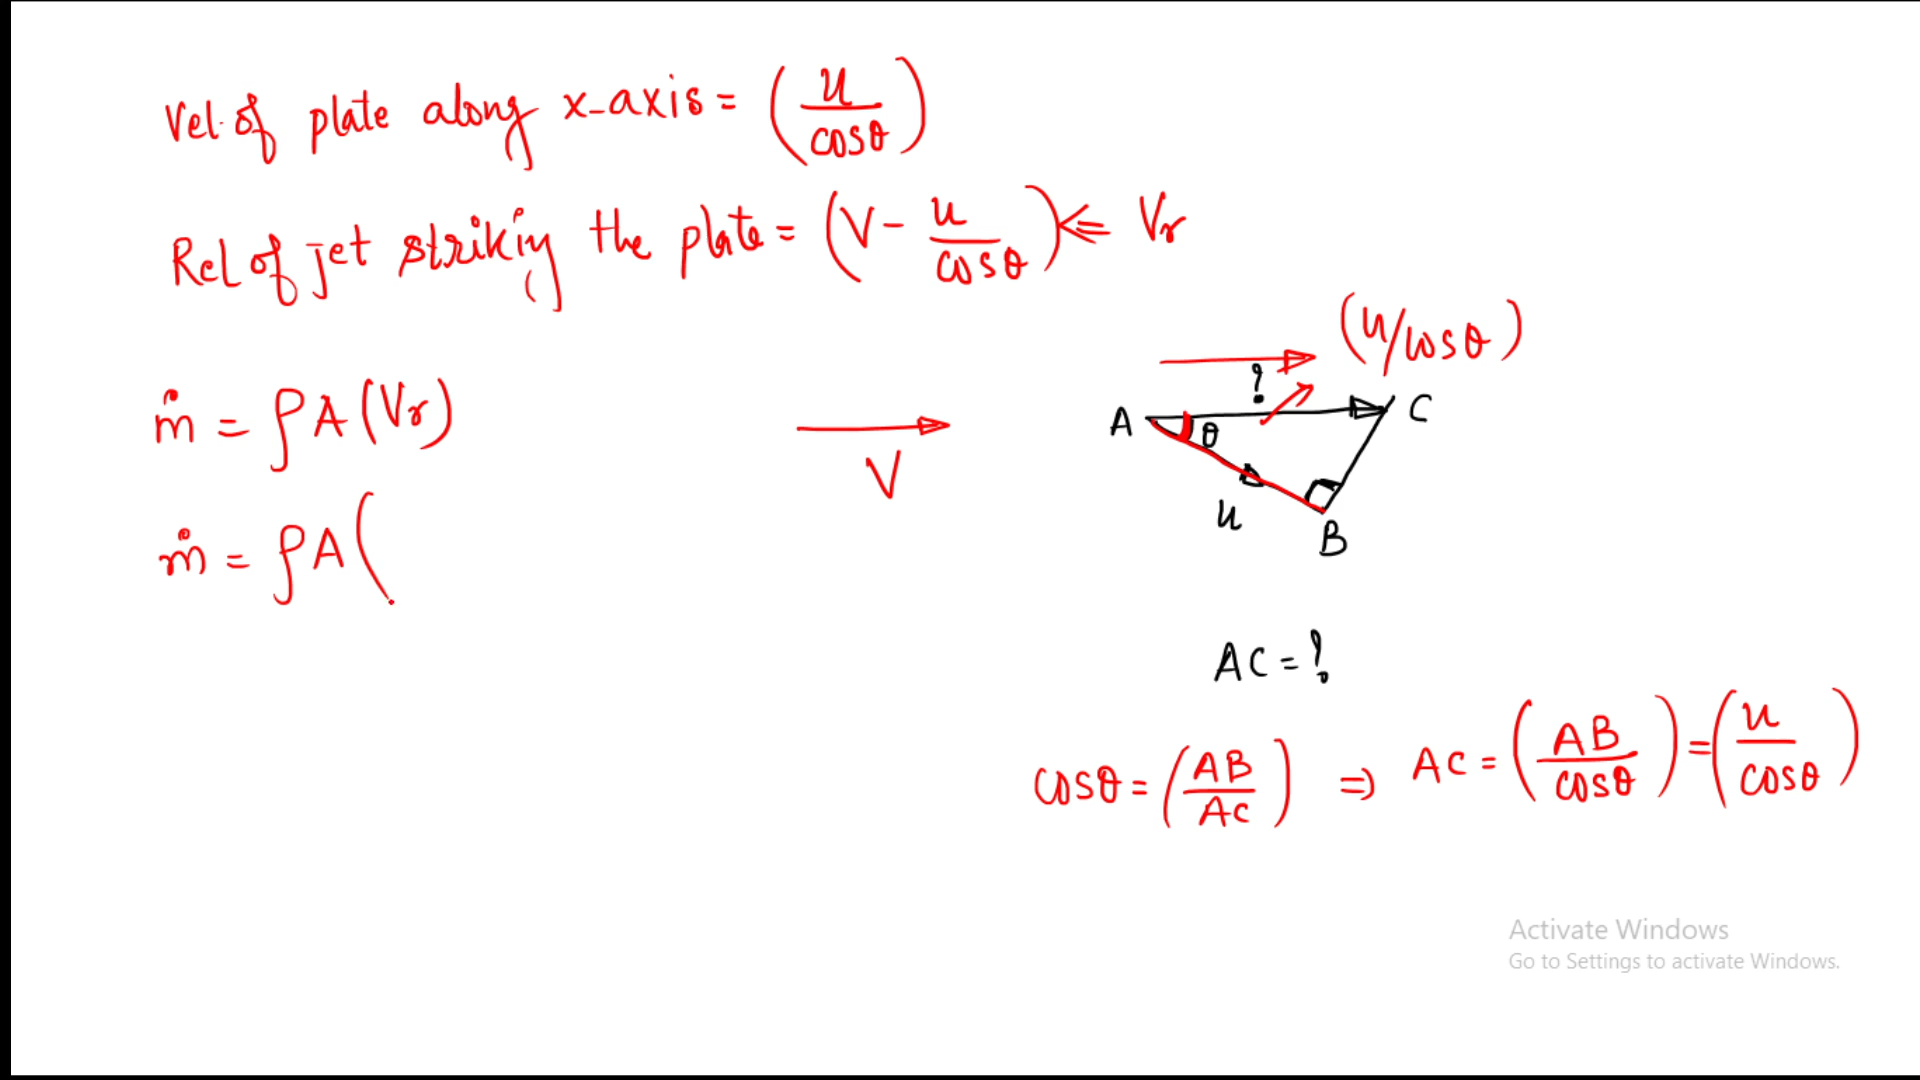 Vel. of plate along x-axis = (u/cosθ)
Rel of jet striking the plate = (V - u/cosθ) ⇐ Vr
(u/cosθ)
ṁ = ρA(Vr)
V
? 
A θ C
u
B
ṁ = ρA(
AC = ?
cosθ = (AB/AC) ⇒ AC = (AB/cosθ) = (u/cosθ)
Activate Windows
Go to Settings to activate Windows.